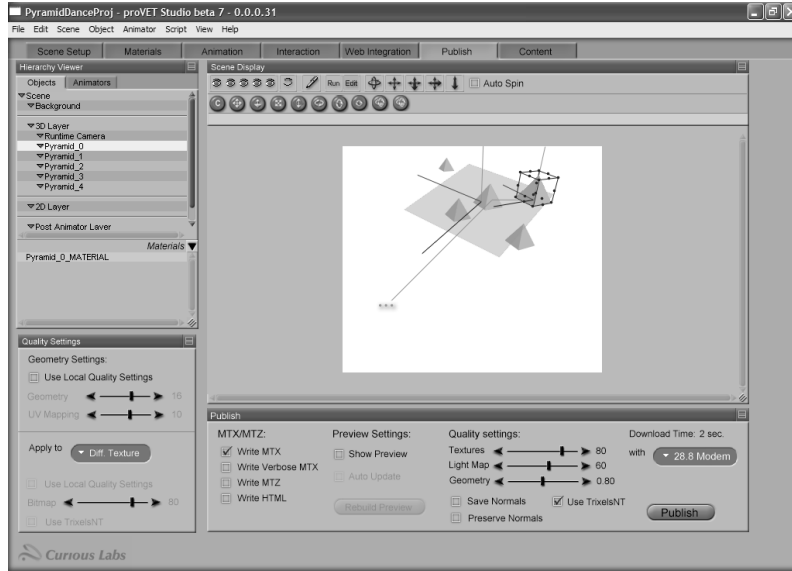 PyramidDanceProj - proVET Studio beta 7 - 0.0.0.31
File Edit Scene Object Animator Script View Help
Scene Setup Materials Animation Interaction Web Integration Publish Content
Hierarchy Viewer
Objects Animators
Scene
Background
3D Layer
Runtime Camera
Pyramid_0
Pyramid_1
Pyramid_2
Pyramid_3
Pyramid_4
2D Layer
Post Animator Layer
Materials
Pyramid_0_MATERIAL
Scene Display
Run Edit Auto Spin
Quality Settings
Geometry Settings:
Use Local Quality Settings
Geometry 16
UV Mapping 10
Apply to Diff. Texture
Use Local Quality Settings
Bitmap 80
Use TrixelsNT
Publish
MTX/MTZ:
Write MTX
Write Verbose MTX
Write MTZ
Write HTML
Preview Settings:
Show Preview
Auto Update
Rebuild Preview
Quality settings:
Textures 80
Light Map 60
Geometry 0.80
Save Normals Use TrixelsNT
Preserve Normals
Download Time: 2 sec.
with 28.8 Modem
Publish
Curious Labs